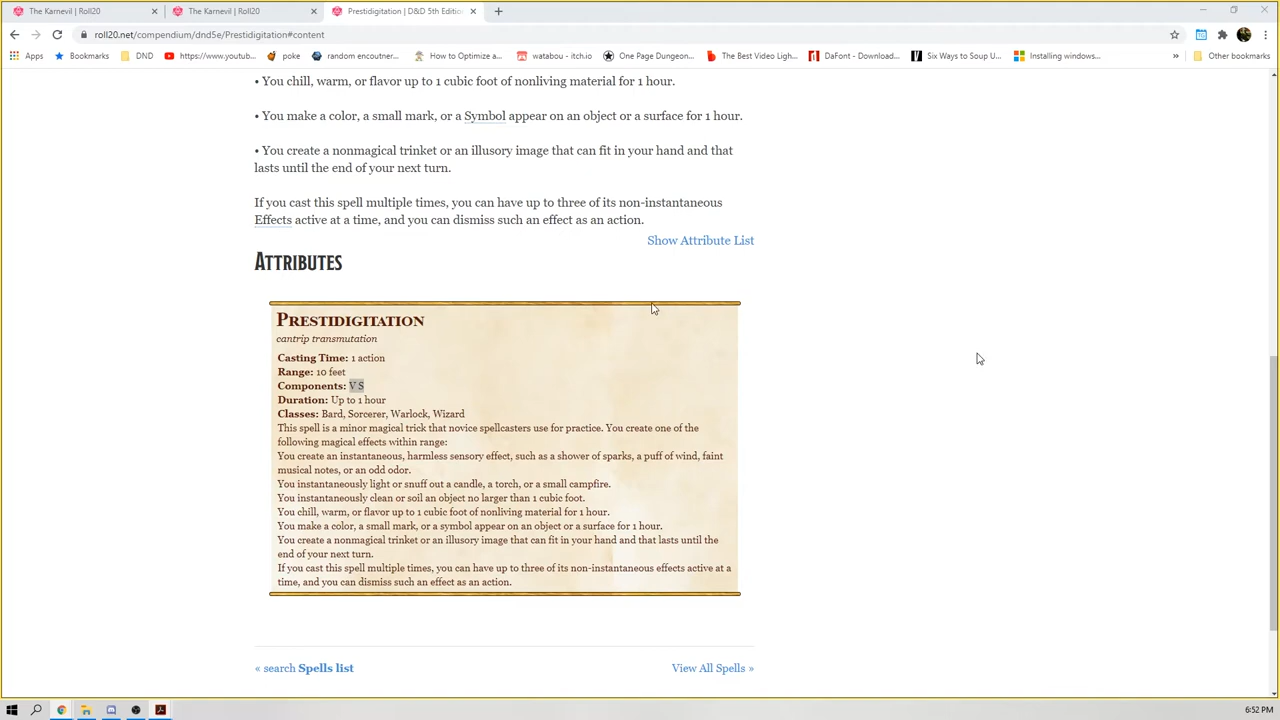 The Karnevil | Roll20
The Karnevil | Roll20
Prestidigitation | D&D 5th Editio
roll20.net/compendium/dnd5e/Prestidigitation#content
Apps
Bookmarks
DND
https://www.youtub...
poke
random encoutner...
How to Optimize a...
watabou - itch.io
One Page Dungeon...
The Best Video Ligh...
DaFont - Download...
Six Ways to Soup U...
Installing windows...
»
Other bookmarks
• You chill, warm, or flavor up to 1 cubic foot of nonliving material for 1 hour.
• You make a color, a small mark, or a Symbol appear on an object or a surface for 1 hour.
• You create a nonmagical trinket or an illusory image that can fit in your hand and that
lasts until the end of your next turn.
If you cast this spell multiple times, you can have up to three of its non-instantaneous
Effects active at a time, and you can dismiss such an effect as an action.
Show Attribute List
ATTRIBUTES
PRESTIDIGITATION
cantrip transmutation
Casting Time: 1 action
Range: 10 feet
Components: V S
Duration: Up to 1 hour
Classes: Bard, Sorcerer, Warlock, Wizard
This spell is a minor magical trick that novice spellcasters use for practice. You create one of the
following magical effects within range:
You create an instantaneous, harmless sensory effect, such as a shower of sparks, a puff of wind, faint
musical notes, or an odd odor.
You instantaneously light or snuff out a candle, a torch, or a small campfire.
You instantaneously clean or soil an object no larger than 1 cubic foot.
You chill, warm, or flavor up to 1 cubic foot of nonliving material for 1 hour.
You make a color, a small mark, or a symbol appear on an object or a surface for 1 hour.
You create a nonmagical trinket or an illusory image that can fit in your hand and that lasts until the
end of your next turn.
If you cast this spell multiple times, you can have up to three of its non-instantaneous effects active at a
time, and you can dismiss such an effect as an action.
« search Spells list
View All Spells »
6:52 PM